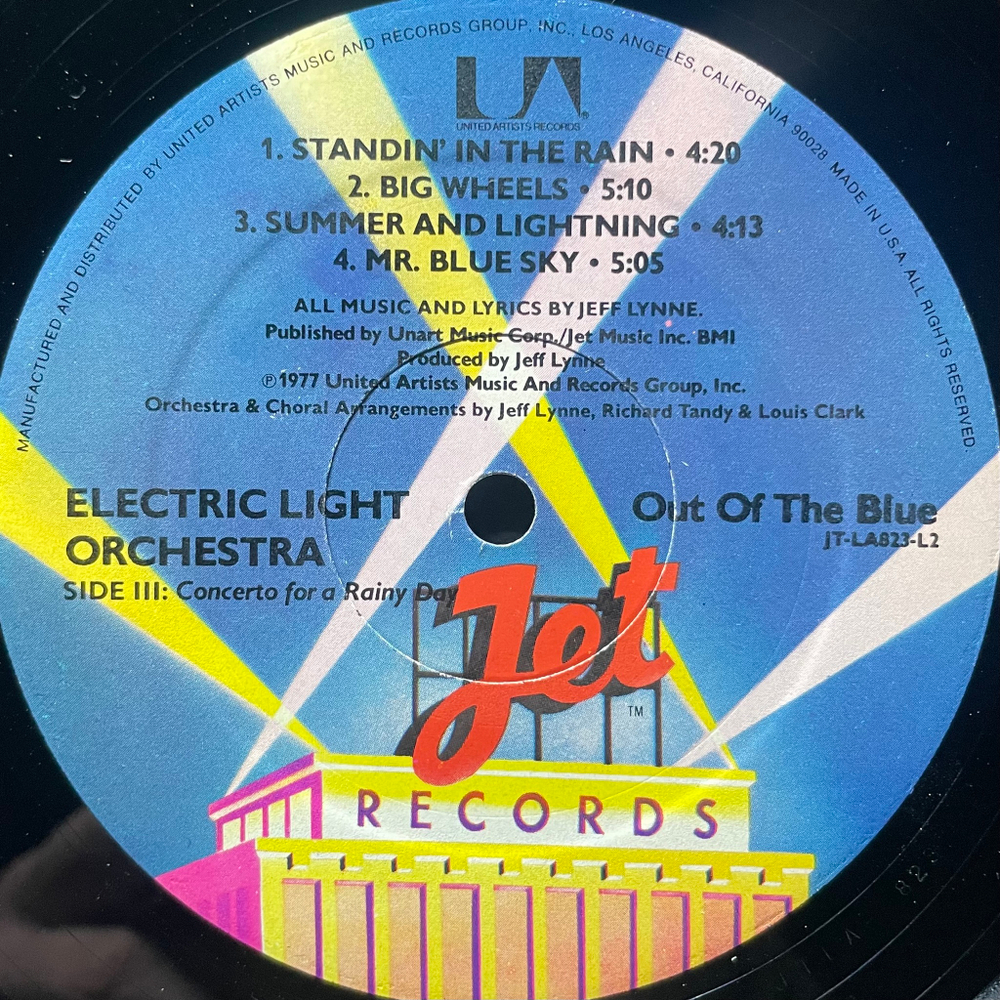 MANUFACTURED AND DISTRIBUTED BY UNITED ARTISTS MUSIC AND RECORDS GROUP, INC., LOS ANGELES, CALIFORNIA 90028 MADE IN U.S.A. ALL RIGHTS RESERVED.
UA®
UNITED ARTISTS RECORDS
1. STANDIN' IN THE RAIN • 4:20
2. BIG WHEELS • 5:10
3. SUMMER AND LIGHTNING • 4:13
4. MR. BLUE SKY • 5:05
ALL MUSIC AND LYRICS BY JEFF LYNNE.
Published by Unart Music Corp./Jet Music Inc. BMI
Produced by Jeff Lynne
℗1977 United Artists Music And Records Group, Inc.
Orchestra & Choral Arrangements by Jeff Lynne, Richard Tandy & Louis Clark
ELECTRIC LIGHT
ORCHESTRA
SIDE III: Concerto for a Rainy Day
Out Of The Blue
JT-LA823-L2
Jet
TM
RECORDS